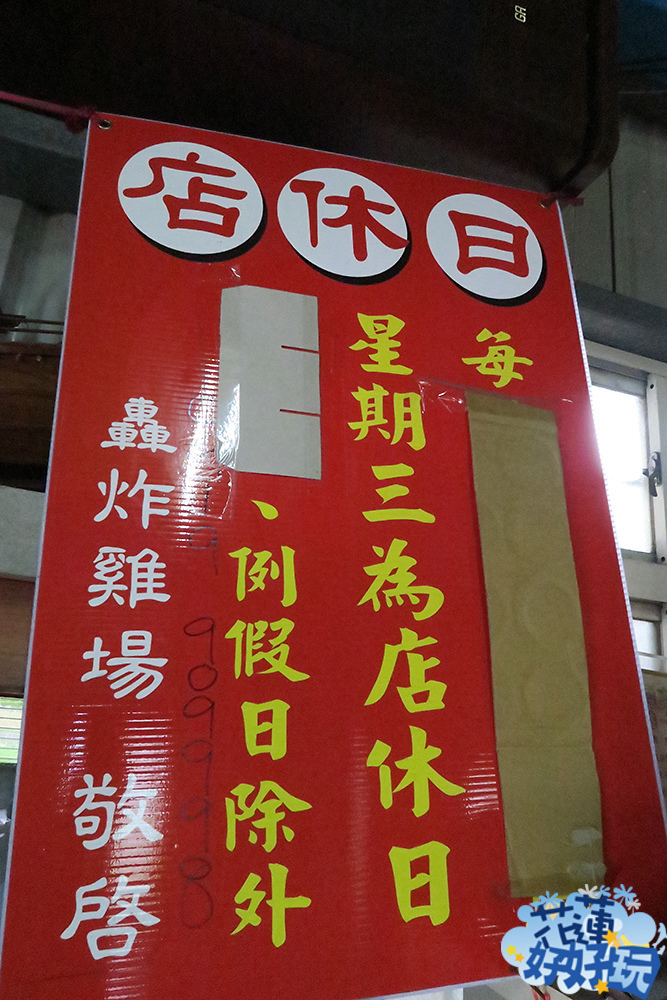 店休日
每
星期三為店休日
、例假日除外
轟炸雞場 敬啓
花蓮
好好玩